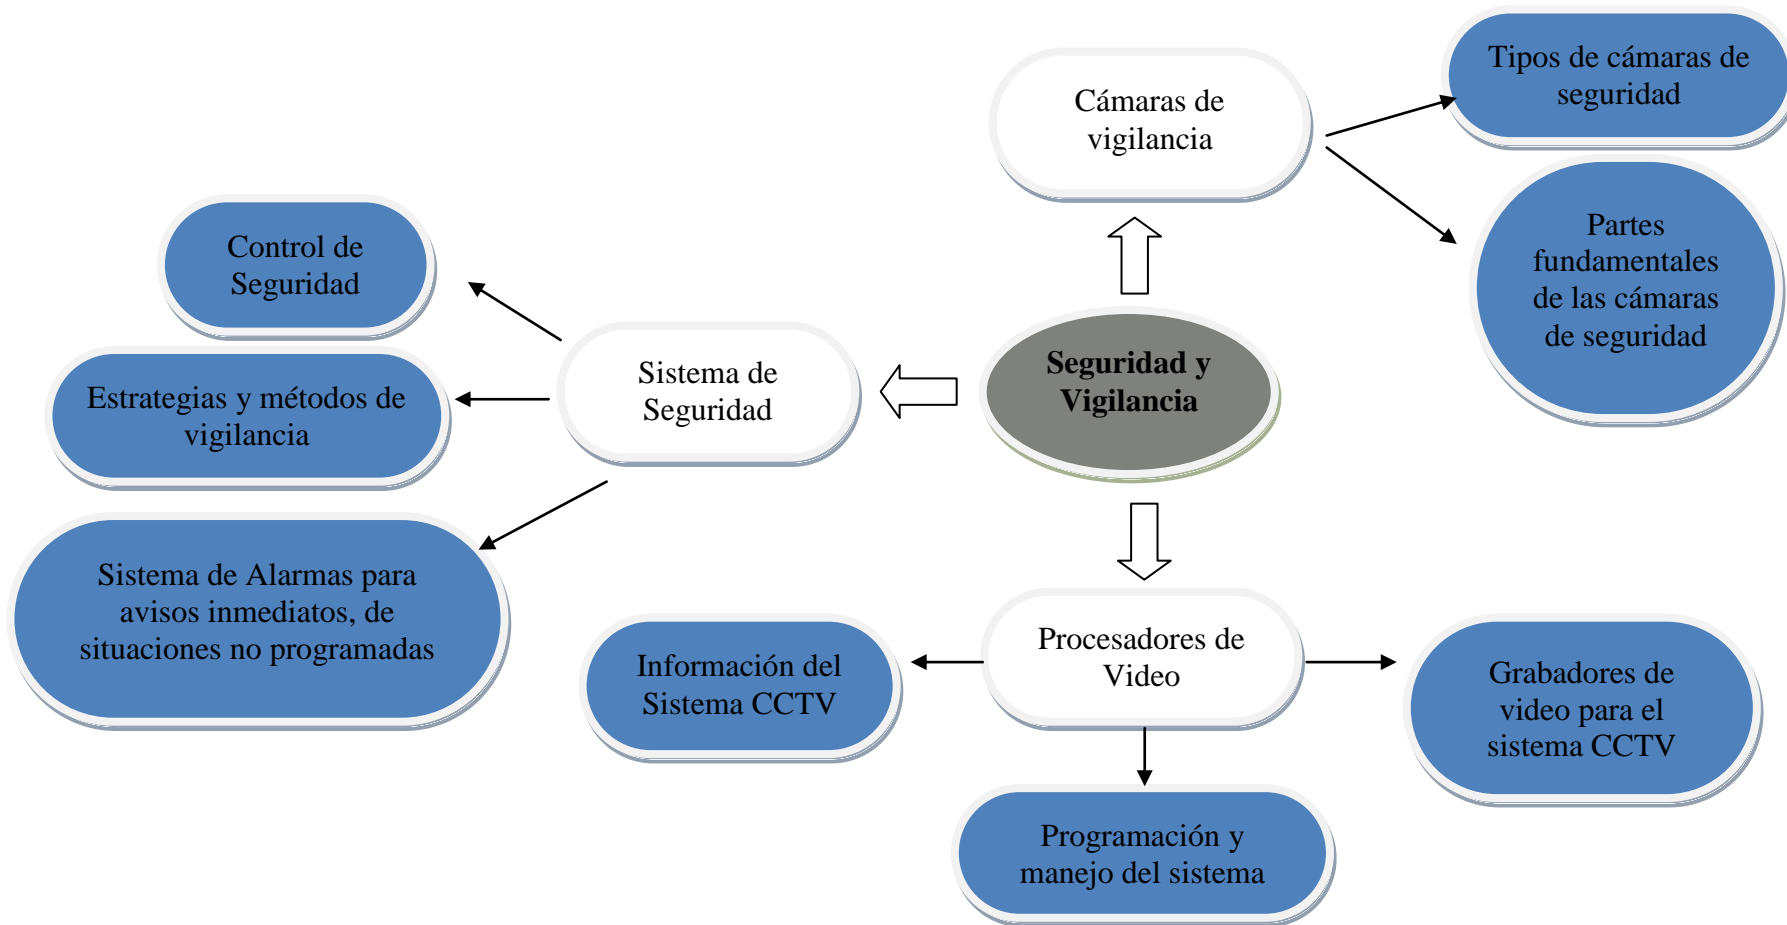 Tipos de cámaras de
seguridad
Cámaras de
vigilancia
Partes
fundamentales
de las cámaras
de seguridad
Control de
Seguridad
Seguridad y
Vigilancia
Sistema de
Seguridad
Estrategias y métodos de
vigilancia
Sistema de Alarmas para
avisos inmediatos, de
situaciones no programadas
Procesadores de
Video
Información del
Sistema CCTV
Grabadores de
video para el
sistema CCTV
Programación y
manejo del sistema